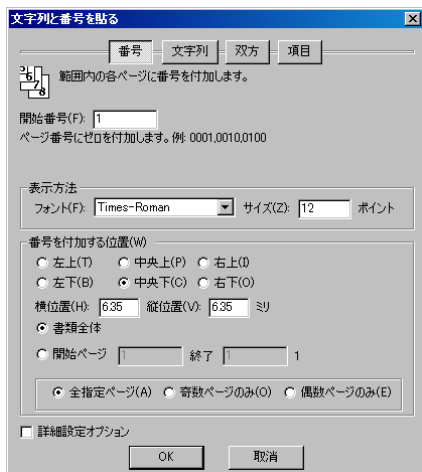 文字列と番号を貼る
番号 文字列 双方 項目
範囲内の各ページに番号を付加します。
開始番号(F): 1
ページ番号にゼロを付加します。例: 0001,0010,0100
表示方法
フォント(F): Times-Roman サイズ(Z): 12 ポイント
番号を付加する位置(W)
左上(T) 中央上(P) 右上(I)
左下(B) 中央下(C) 右下(O)
横位置(H): 6.35 縦位置(V): 6.35 ミリ
書類全体
開始ページ 1 終了 1 1
全指定ページ(A) 奇数ページのみ(O) 偶数ページのみ(E)
詳細設定オプション
OK 取消